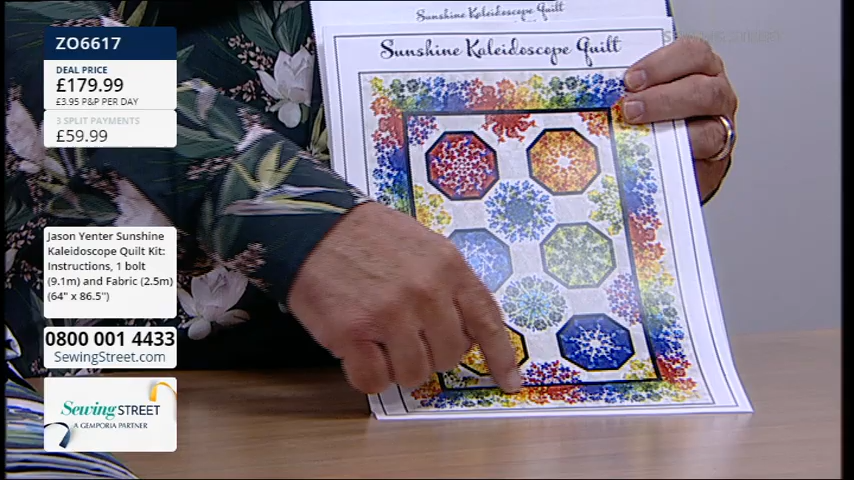 ZO6617
DEAL PRICE
£179.99
£3.95 P&P PER DAY
3 SPLIT PAYMENTS
£59.99
Jason Yenter Sunshine
Kaleidoscope Quilt Kit:
Instructions, 1 bolt
(9.1m) and Fabric (2.5m)
(64" x 86.5")
0800 001 4433
SewingStreet.com
Sewing STREET
A GEMPORIA PARTNER
Sunshine Kaleidoscope Quilt
Sunshine Kaleidoscope Quilt